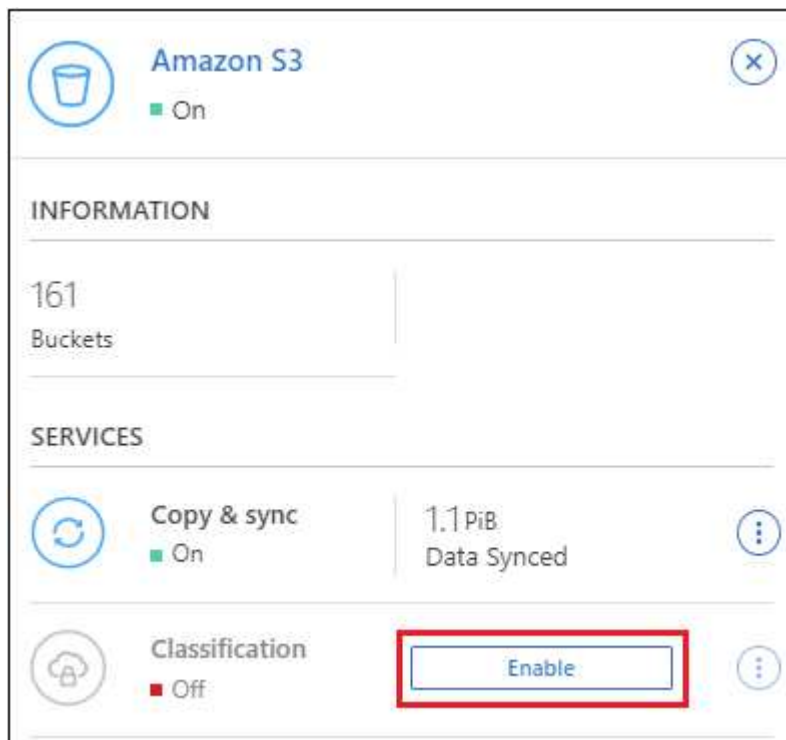 Amazon S3
On
INFORMATION
161
Buckets
SERVICES
Copy & sync
On
1.1 PiB
Data Synced
Classification
Off
Enable